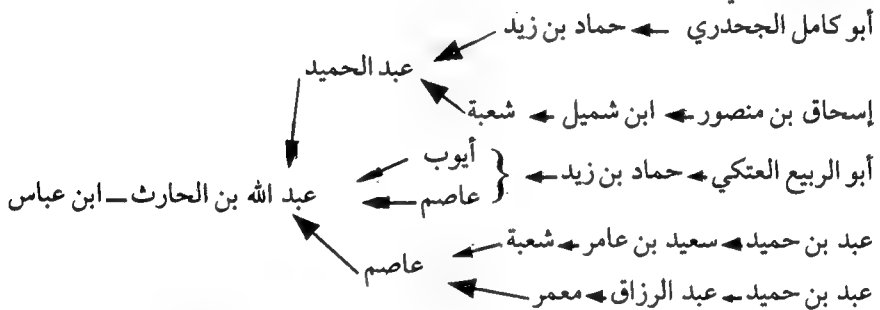 أبو كامل الجحدري حماد بن زيد
عبد الحميد
إسحاق بن منصور ابن شميل شعبة
أيوب
أبو الربيع العتكي حماد بن زيد
عاصم
عبد الله بن الحارث – ابن عباس
عبد بن حميد سعيد بن عامر شعبة
عاصم
عبد بن حميد عبد الرزاق معمر